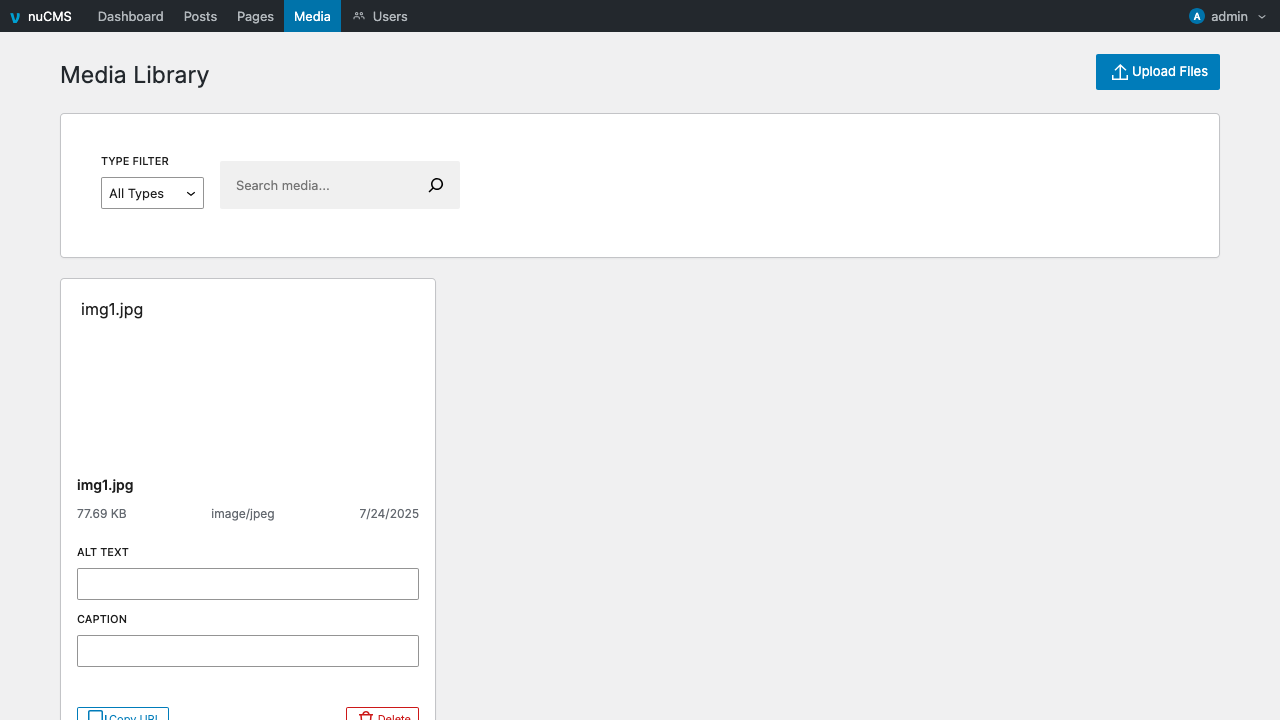 nuCMS Dashboard Posts Pages Media Users A admin
Media Library
Upload Files
TYPE FILTER
All Types
Search media...
img1.jpg
img1.jpg
77.69 KB image/jpeg 7/24/2025
ALT TEXT
CAPTION
Copy URL Delete